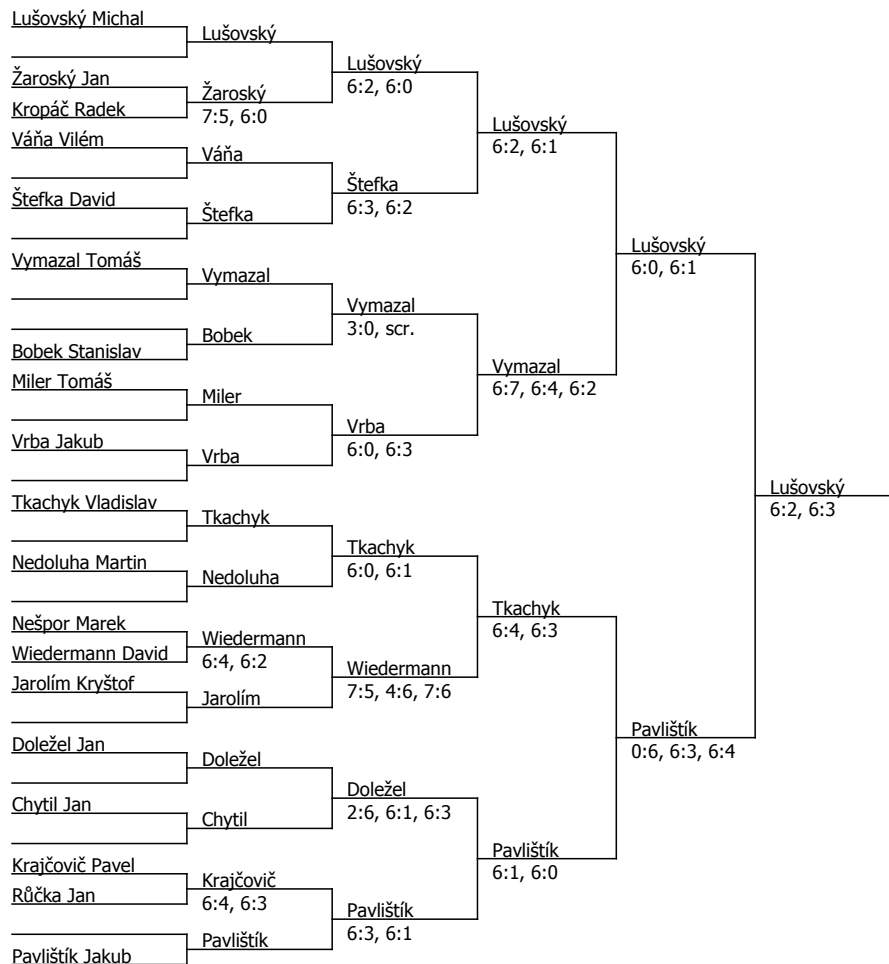 Lušovský Michal
Žaroský Jan
Kropáč Radek
Váňa Vilém
Štefka David
Vymazal Tomáš
Bobek Stanislav
Miler Tomáš
Vrba Jakub
Tkachyk Vladislav
Nedoluha Martin
Nešpor Marek
Wiedermann David
Jarolím Kryštof
Doležel Jan
Chytil Jan
Krajčovič Pavel
Růčka Jan
Pavlištík Jakub
Lušovský
Žaroský
7:5, 6:0
Váňa
Štefka
Vymazal
Bobek
Miler
Vrba
Tkachyk
Nedoluha
Wiedermann
6:4, 6:2
Jarolím
Doležel
Chytil
Krajčovič
6:4, 6:3
Pavlištík
Lušovský
6:2, 6:0
Štefka
6:3, 6:2
Vymazal
3:0, scr.
Vrba
6:0, 6:3
Tkachyk
6:0, 6:1
Wiedermann
7:5, 4:6, 7:6
Doležel
2:6, 6:1, 6:3
Pavlištík
6:3, 6:1
Lušovský
6:2, 6:1
Vymazal
6:7, 6:4, 6:2
Tkachyk
6:4, 6:3
Pavlištík
6:1, 6:0
Lušovský
6:0, 6:1
Pavlištík
0:6, 6:3, 6:4
Lušovský
6:2, 6:3